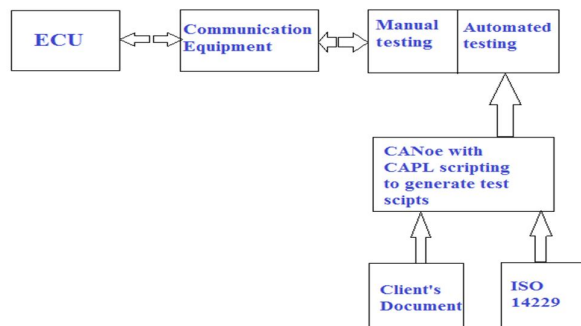 ECU
Communication
Equipment
Manual
testing
Automated
testing
CANoe with
CAPL scripting
to generate test
scipts
Client's
Document
ISO
14229